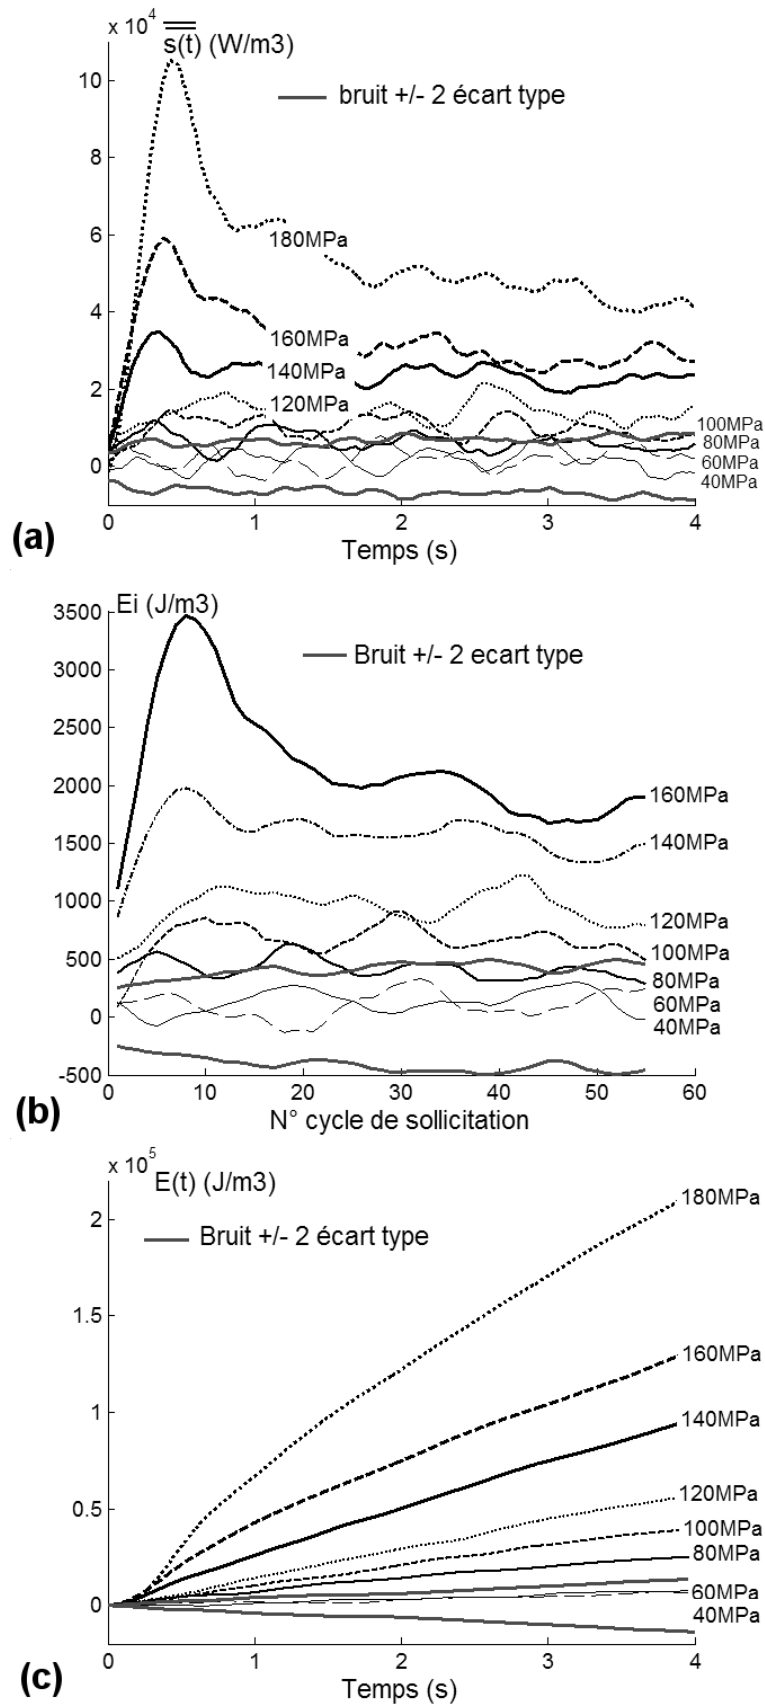 x 10^4
s(t) (W/m3)
bruit +/- 2 écart type
10
8
6
4
2
0
180MPa
160MPa
140MPa
120MPa
100MPa
80MPa
60MPa
40MPa
0 1 2 3 4
Temps (s)
(a)
Ei (J/m3)
Bruit +/- 2 ecart type
3500
3000
2500
2000
1500
1000
500
0
-500
160MPa
140MPa
120MPa
100MPa
80MPa
60MPa
40MPa
0 10 20 30 40 50 60
N° cycle de sollicitation
(b)
x 10^5
E(t) (J/m3)
Bruit +/- 2 écart type
2
1.5
1
0.5
0
180MPa
160MPa
140MPa
120MPa
100MPa
80MPa
60MPa
40MPa
0 1 2 3 4
Temps (s)
(c)